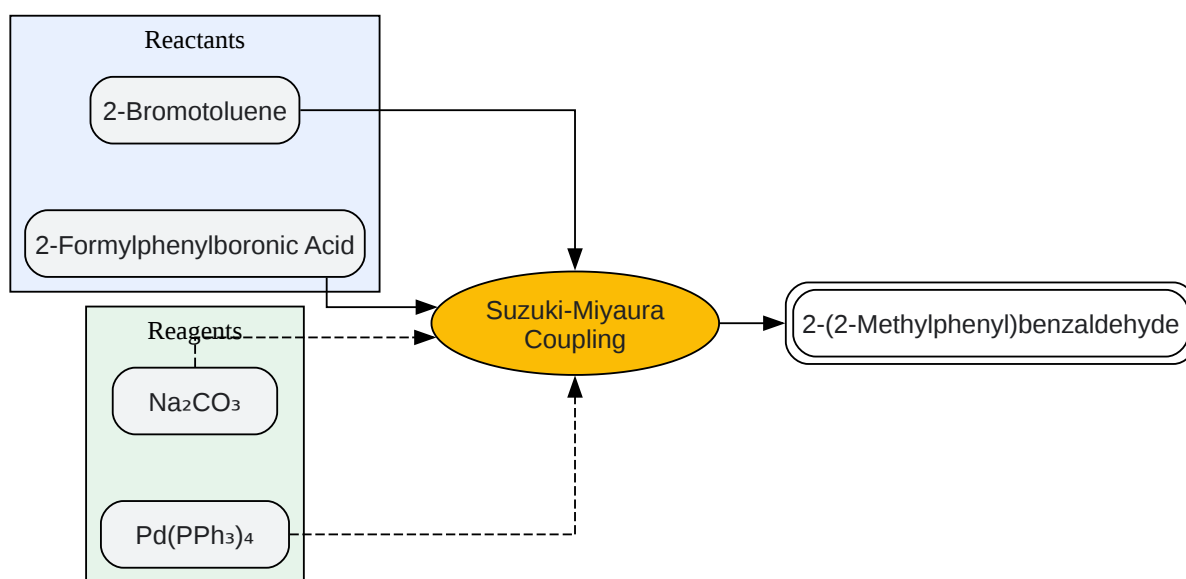 Reactants
2-Bromotoluene
2-Formylphenylboronic Acid
Reagents
Na₂CO₃
Pd(PPh₃)₄
Suzuki-Miyaura
Coupling
2-(2-Methylphenyl)benzaldehyde